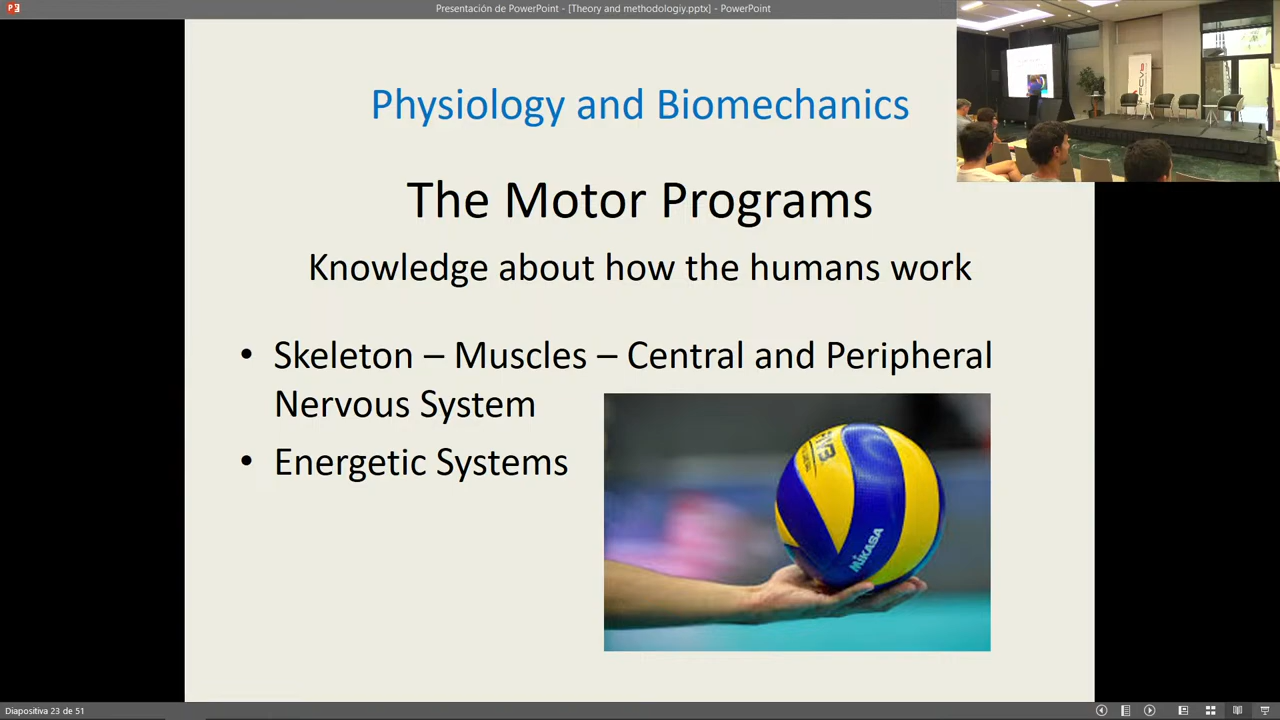 Presentación de PowerPoint - [Theory and methodologiy.pptx] - PowerPoint
Physiology and Biomechanics
The Motor Programs
Knowledge about how the humans work
• Skeleton – Muscles – Central and Peripheral
Nervous System
• Energetic Systems
MIKASA
Diapositiva 23 de 51